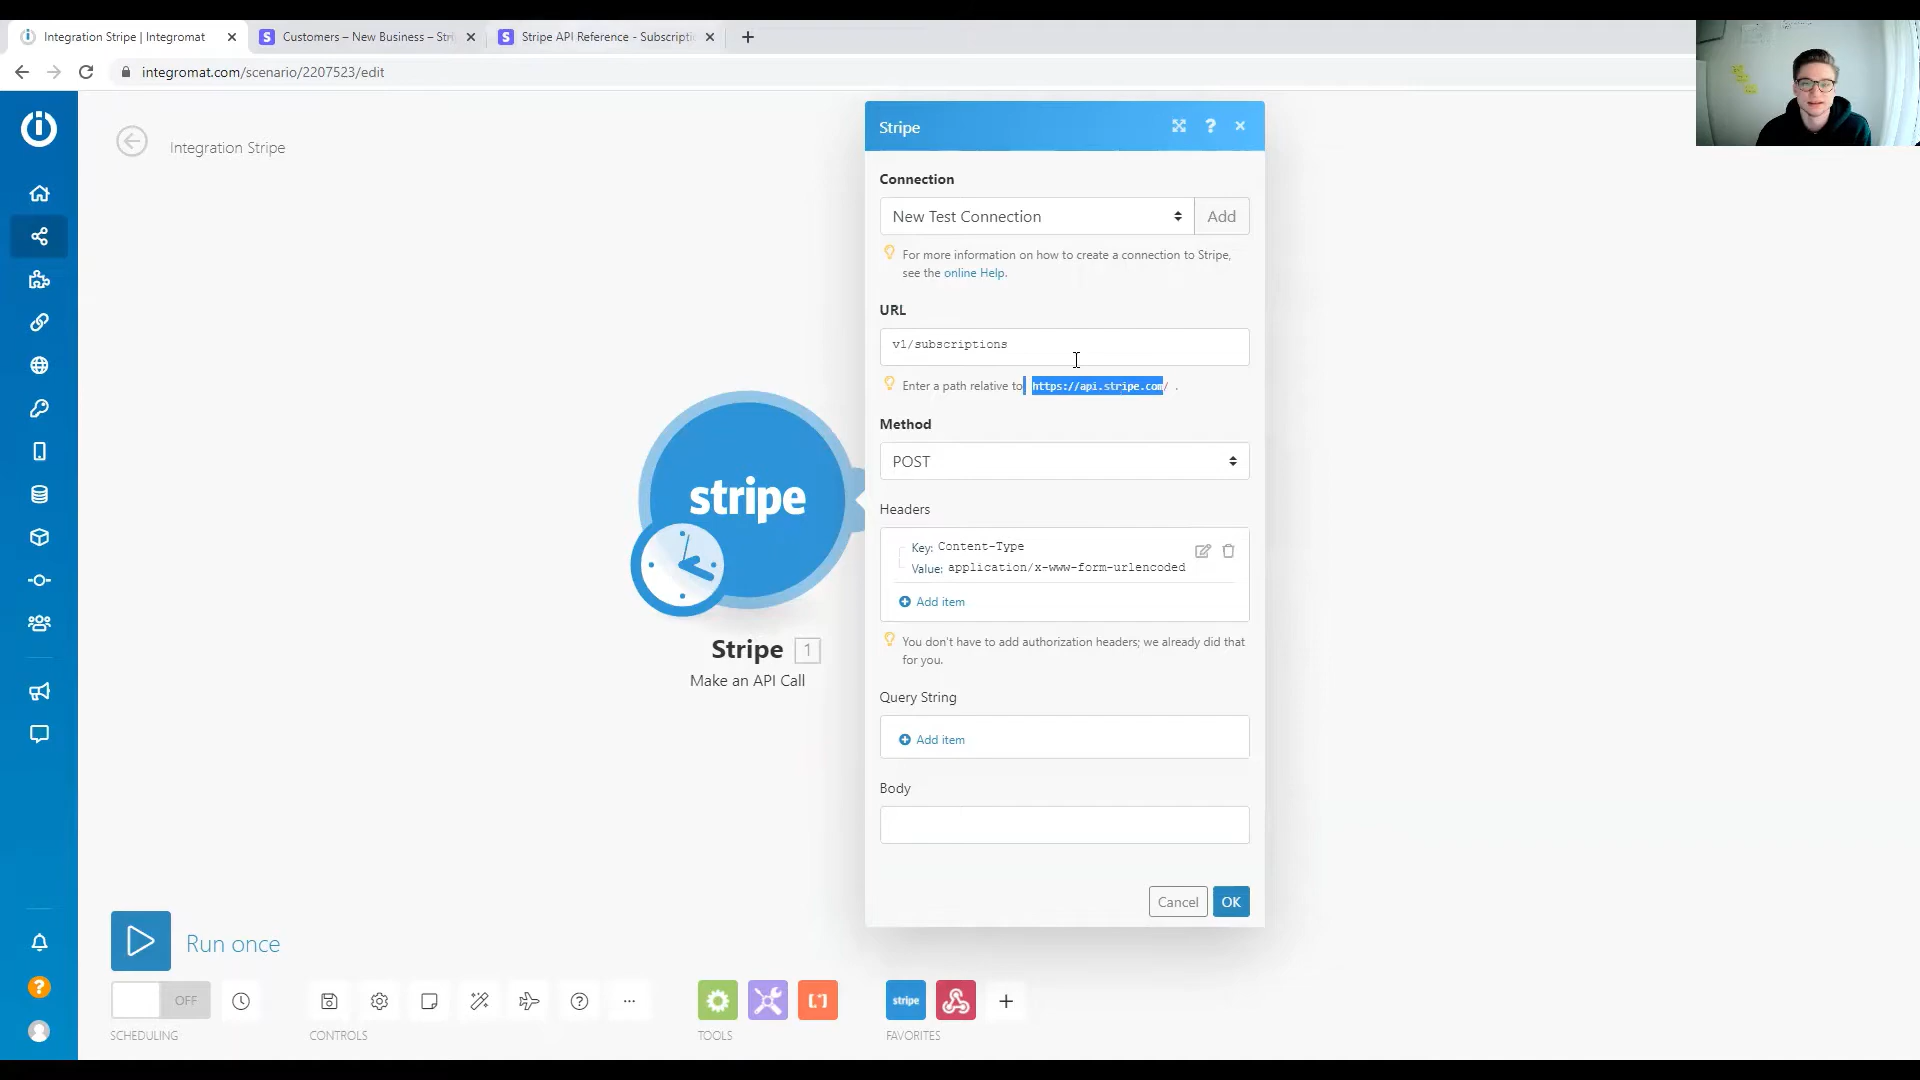 Integration Stripe | Integromat
Customers – New Business – Str
Stripe API Reference - Subscripti
integromat.com/scenario/2207523/edit
Integration Stripe
Stripe
Connection
New Test Connection
Add
For more information on how to create a connection to Stripe,
see the online Help.
URL
v1/subscriptions
Enter a path relative to https://api.stripe.com/ .
Method
POST
Headers
Key: Content-Type
Value: application/x-www-form-urlencoded
Add item
You don't have to add authorization headers; we already did that
for you.
Query String
Add item
Body
Cancel
OK
stripe
Stripe 1
Make an API Call
Run once
OFF
SCHEDULING
CONTROLS
TOOLS
stripe
FAVORITES